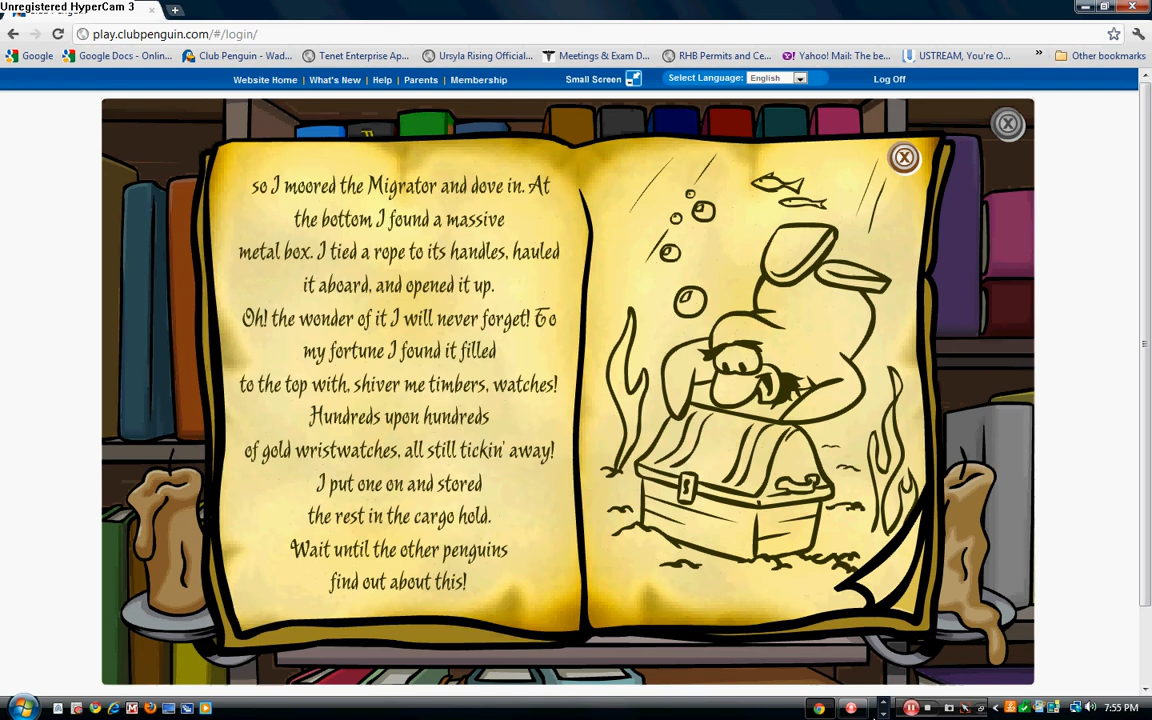 Unregistered HyperCam 3
play.clubpenguin.com/#/login/
Google
Google Docs - Onlin...
Club Penguin - Wad...
Tenet Enterprise Ap...
Ursyla Rising Official...
Meetings & Exam D...
RHB Permits and Ce...
Yahoo! Mail: The be...
USTREAM, You're O...
Other bookmarks
Website Home | What's New | Help | Parents | Membership
Small Screen
Select Language: English
Log Off
so I moored the Migrator and dove in. At
the bottom I found a massive
metal box. I tied a rope to its handles, hauled
it aboard, and opened it up.
Oh! the wonder of it I will never forget! To
my fortune I found it filled
to the top with, shiver me timbers, watches!
Hundreds upon hundreds
of gold wristwatches, all still tickin' away!
I put one on and stored
the rest in the cargo hold.
Wait until the other penguins
find out about this!
7:55 PM